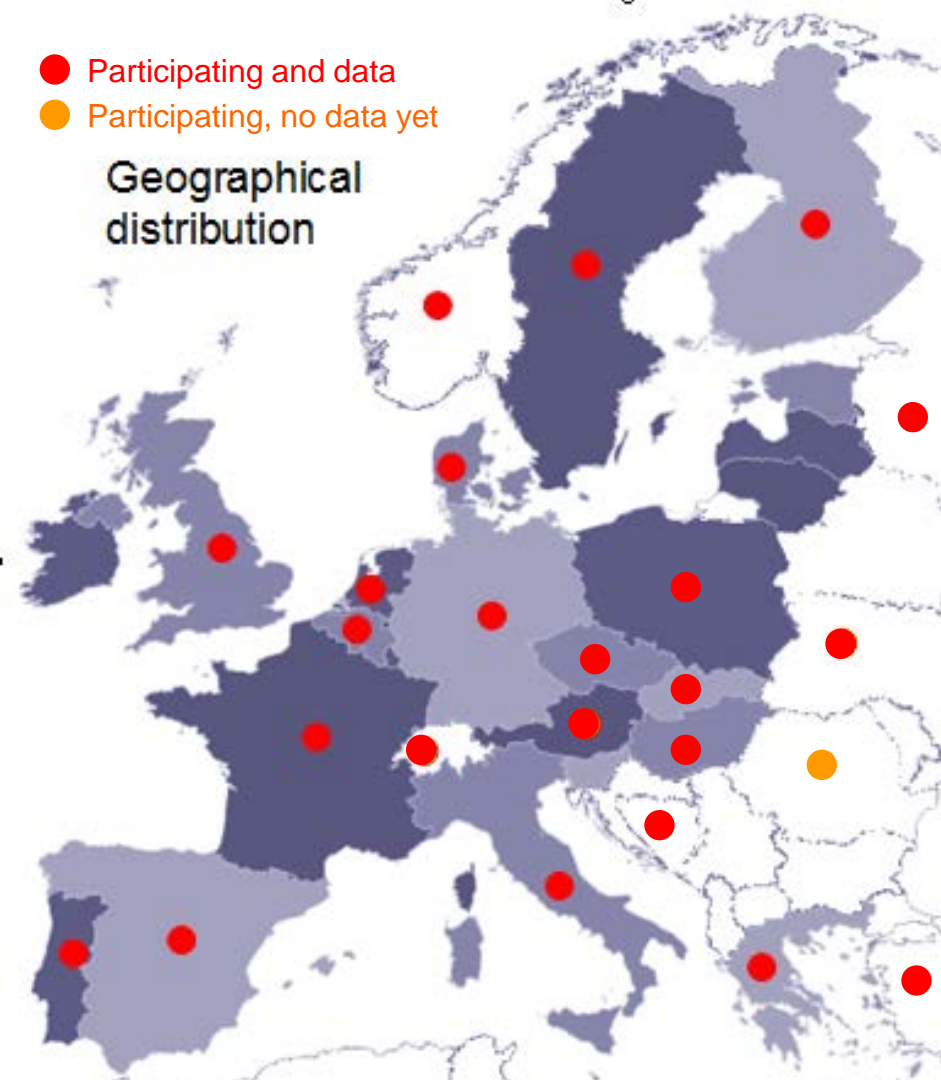 Participating and data
Participating, no data yet
Geographical
distribution